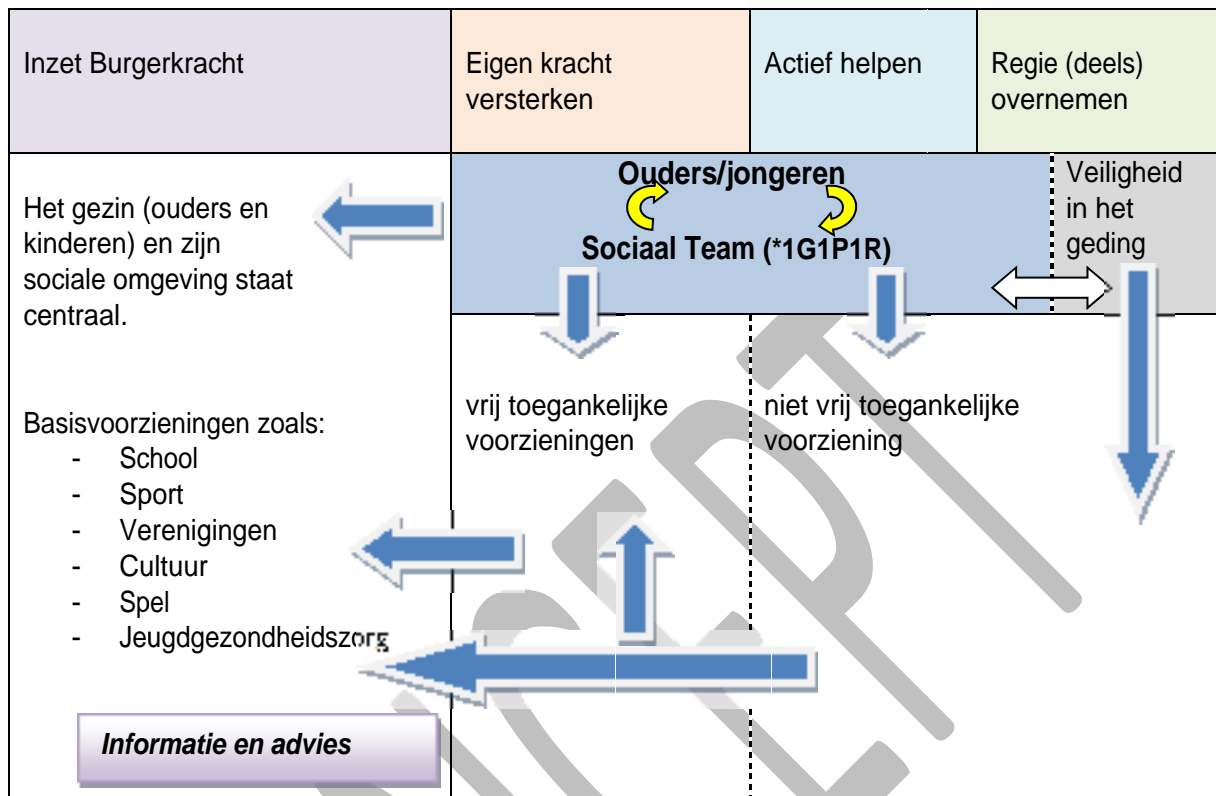 Inzet Burgerkracht
Eigen kracht
versterken
Actief helpen
Regie (deels)
overnemen
Het gezin (ouders en
kinderen) en zijn
sociale omgeving staat
centraal.
Basisvoorzieningen zoals:
- School
- Sport
- Verenigingen
- Cultuur
- Spel
- Jeugdgezondheidszorg
Informatie en advies
Ouders/jongeren
Sociaal Team (*1G1P1R)
Veiligheid
in het
geding
vrij toegankelijke
voorzieningen
niet vrij toegankelijke
voorziening
NCEPT